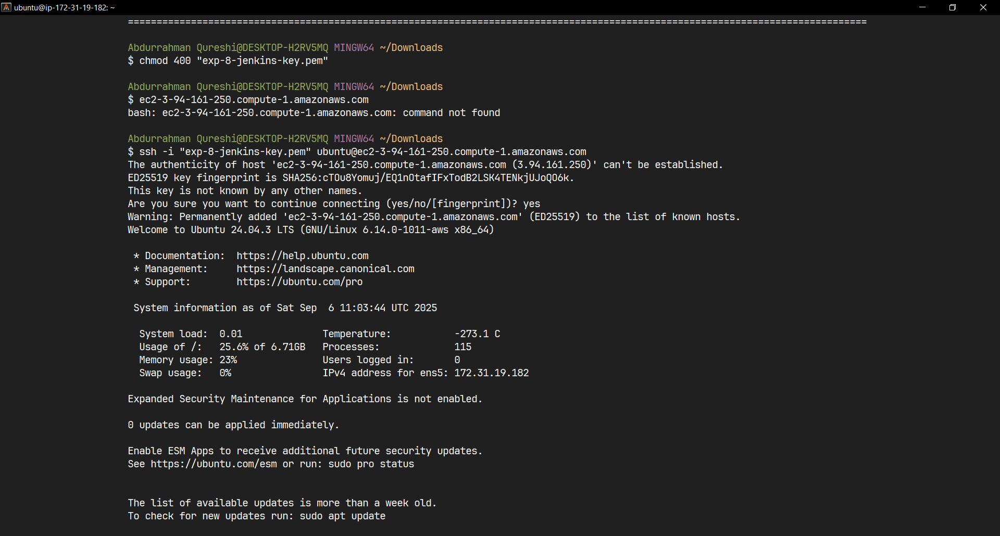 ubuntu@ip-172-31-19-182: ~
=================================================================================================================================
Abdurrahman Qureshi@DESKTOP-H2RV5MQ MINGW64 ~/Downloads
$ chmod 400 "exp-8-jenkins-key.pem"
Abdurrahman Qureshi@DESKTOP-H2RV5MQ MINGW64 ~/Downloads
$ ec2-3-94-161-250.compute-1.amazonaws.com
bash: ec2-3-94-161-250.compute-1.amazonaws.com: command not found
Abdurrahman Qureshi@DESKTOP-H2RV5MQ MINGW64 ~/Downloads
$ ssh -i "exp-8-jenkins-key.pem" ubuntu@ec2-3-94-161-250.compute-1.amazonaws.com
The authenticity of host 'ec2-3-94-161-250.compute-1.amazonaws.com (3.94.161.250)' can't be established.
ED25519 key fingerprint is SHA256:cTOu8Yomuj/EQ1nOtafIFxTodB2LSK4TENkjUJoQO6k.
This key is not known by any other names.
Are you sure you want to continue connecting (yes/no/[fingerprint])? yes
Warning: Permanently added 'ec2-3-94-161-250.compute-1.amazonaws.com' (ED25519) to the list of known hosts.
Welcome to Ubuntu 24.04.3 LTS (GNU/Linux 6.14.0-1011-aws x86_64)
* Documentation:  https://help.ubuntu.com
* Management:     https://landscape.canonical.com
* Support:        https://ubuntu.com/pro
System information as of Sat Sep  6 11:03:44 UTC 2025
System load:  0.01              Temperature:           -273.1 C
Usage of /:   25.6% of 6.71GB   Processes:             115
Memory usage: 23%               Users logged in:       0
Swap usage:   0%                IPv4 address for ens5: 172.31.19.182
Expanded Security Maintenance for Applications is not enabled.
0 updates can be applied immediately.
Enable ESM Apps to receive additional future security updates.
See https://ubuntu.com/esm or run: sudo pro status
The list of available updates is more than a week old.
To check for new updates run: sudo apt update